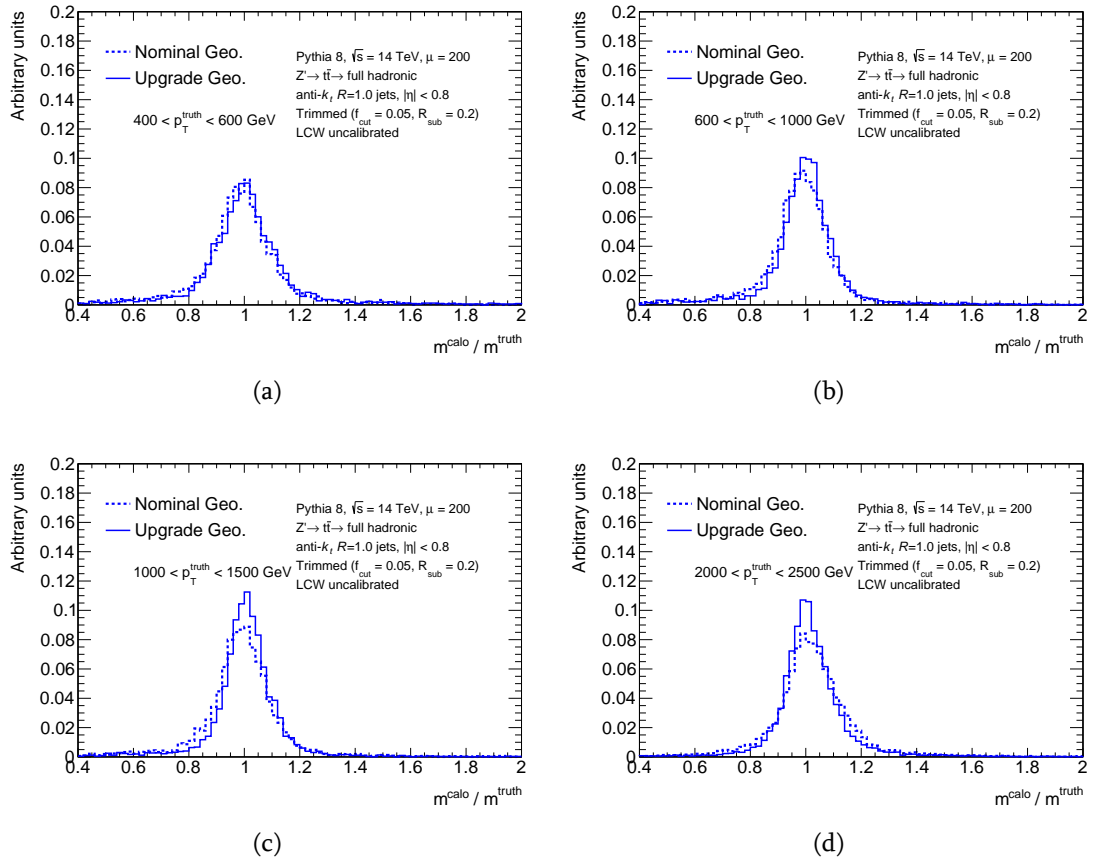 Arbitrary units
0.2
0.18
0.16
0.14
0.12
0.1
0.08
0.06
0.04
0.02
0
Nominal Geo.
Upgrade Geo.
400 < p_T^truth < 600 GeV
Pythia 8, √s = 14 TeV, μ = 200
Z'→ tt̄→ full hadronic
anti-k_t R=1.0 jets, |η| < 0.8
Trimmed (f_cut = 0.05, R_sub = 0.2)
LCW uncalibrated
0.4 0.6 0.8 1 1.2 1.4 1.6 1.8 2
m^calo / m^truth
(a)
Arbitrary units
0.2
0.18
0.16
0.14
0.12
0.1
0.08
0.06
0.04
0.02
0
Nominal Geo.
Upgrade Geo.
600 < p_T^truth < 1000 GeV
Pythia 8, √s = 14 TeV, μ = 200
Z'→ tt̄→ full hadronic
anti-k_t R=1.0 jets, |η| < 0.8
Trimmed (f_cut = 0.05, R_sub = 0.2)
LCW uncalibrated
0.4 0.6 0.8 1 1.2 1.4 1.6 1.8 2
m^calo / m^truth
(b)
Arbitrary units
0.2
0.18
0.16
0.14
0.12
0.1
0.08
0.06
0.04
0.02
0
Nominal Geo.
Upgrade Geo.
1000 < p_T^truth < 1500 GeV
Pythia 8, √s = 14 TeV, μ = 200
Z'→ tt̄→ full hadronic
anti-k_t R=1.0 jets, |η| < 0.8
Trimmed (f_cut = 0.05, R_sub = 0.2)
LCW uncalibrated
0.4 0.6 0.8 1 1.2 1.4 1.6 1.8 2
m^calo / m^truth
(c)
Arbitrary units
0.2
0.18
0.16
0.14
0.12
0.1
0.08
0.06
0.04
0.02
0
Nominal Geo.
Upgrade Geo.
2000 < p_T^truth < 2500 GeV
Pythia 8, √s = 14 TeV, μ = 200
Z'→ tt̄→ full hadronic
anti-k_t R=1.0 jets, |η| < 0.8
Trimmed (f_cut = 0.05, R_sub = 0.2)
LCW uncalibrated
0.4 0.6 0.8 1 1.2 1.4 1.6 1.8 2
m^calo / m^truth
(d)